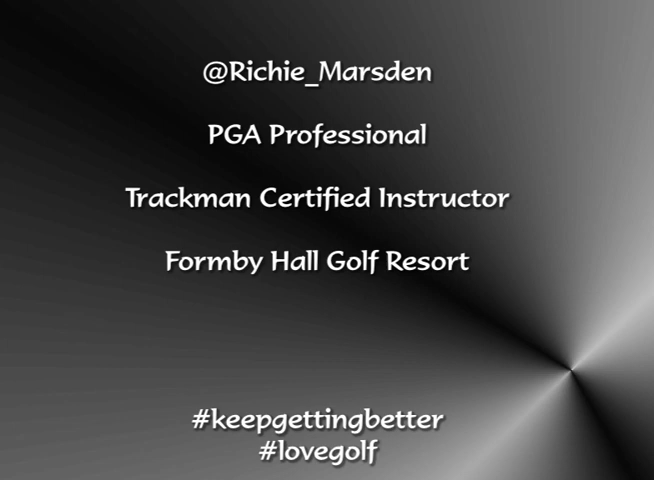 @Richie_Marsden
PGA Professional
Trackman Certified Instructor
Formby Hall Golf Resort
#keepgettingbetter
#lovegolf